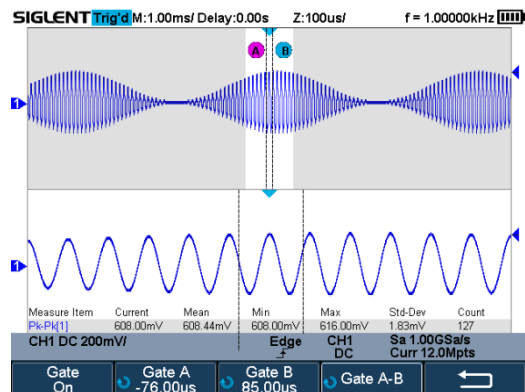 SIGLENT Trig'd M:1.00ms/ Delay:0.00s Z:100us/ f = 1.00000kHz
A B
1
1
Measure Item Current Mean Min Max Std-Dev Count
Pk-Pk[1] 608.00mV 608.44mV 608.00mV 616.00mV 1.83mV 127
CH1 DC 200mV/ Edge CH1 Sa 1.00GSa/s
DC Curr 12.0Mpts
Gate Gate A Gate B Gate A-B
On -76.00us 85.00us